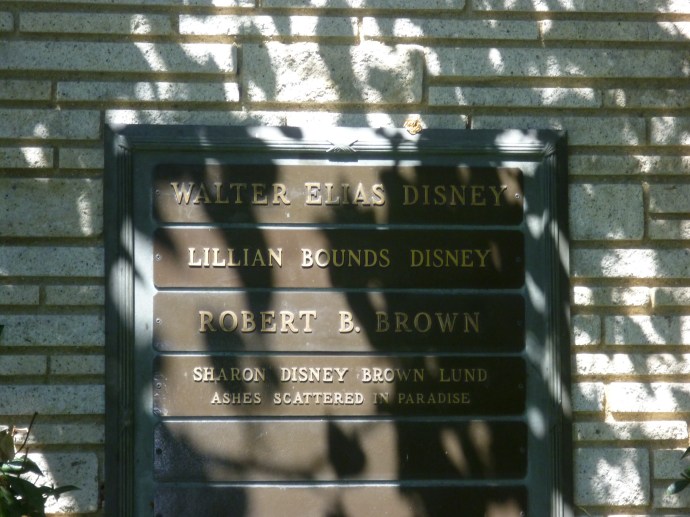 WALTER ELIAS DISNEY
LILLIAN BOUNDS DISNEY
ROBERT B. BROWN
SHARON DISNEY BROWN LUND
ASHES SCATTERED IN PARADISE